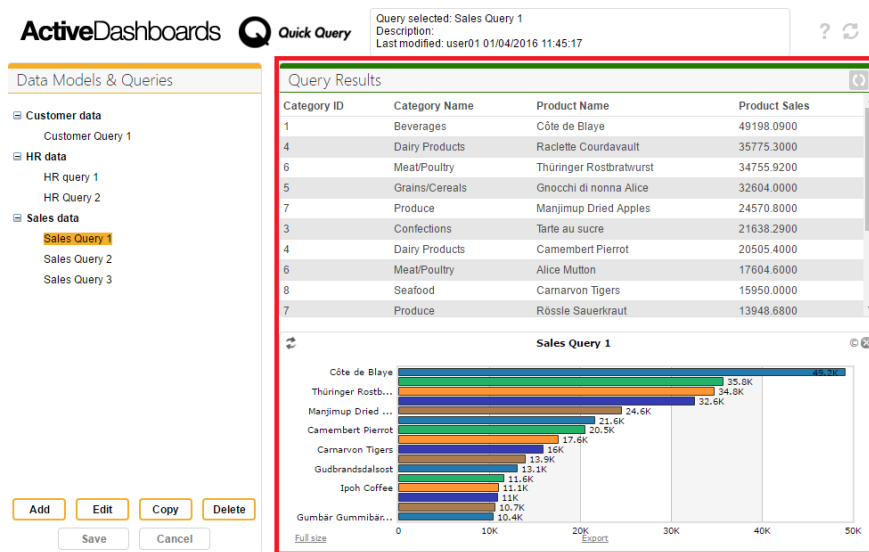 ActiveDashboards Quick Query
Query selected: Sales Query 1
Description:
Last modified: user01 01/04/2016 11:45:17
?
Data Models & Queries
Customer data
Customer Query 1
HR data
HR query 1
HR Query 2
Sales data
Sales Query 1
Sales Query 2
Sales Query 3
Add Edit Copy Delete
Save Cancel
Query Results
Category ID Category Name Product Name Product Sales
1 Beverages Côte de Blaye 49198.0900
4 Dairy Products Raclette Courdavault 35775.3000
6 Meat/Poultry Thüringer Rostbratwurst 34755.9200
5 Grains/Cereals Gnocchi di nonna Alice 32604.0000
7 Produce Manjimup Dried Apples 24570.8000
3 Confections Tarte au sucre 21638.2900
4 Dairy Products Camembert Pierrot 20505.4000
6 Meat/Poultry Alice Mutton 17604.6000
8 Seafood Carnarvon Tigers 15950.0000
7 Produce Rössle Sauerkraut 13948.6800
Sales Query 1 ©
Côte de Blaye 49.2K
35.8K
Thüringer Rostb... 34.8K
32.6K
Manjimup Dried ... 24.6K
21.6K
Camembert Pierrot 20.5K
17.6K
Carnarvon Tigers 16K
13.9K
Gudbrandsdalsost 13.1K
11.6K
Ipoh Coffee 11.1K
11K
10.7K
Gumbär Gummibär... 10.4K
0 10K 20K 30K 40K 50K
Full size Export